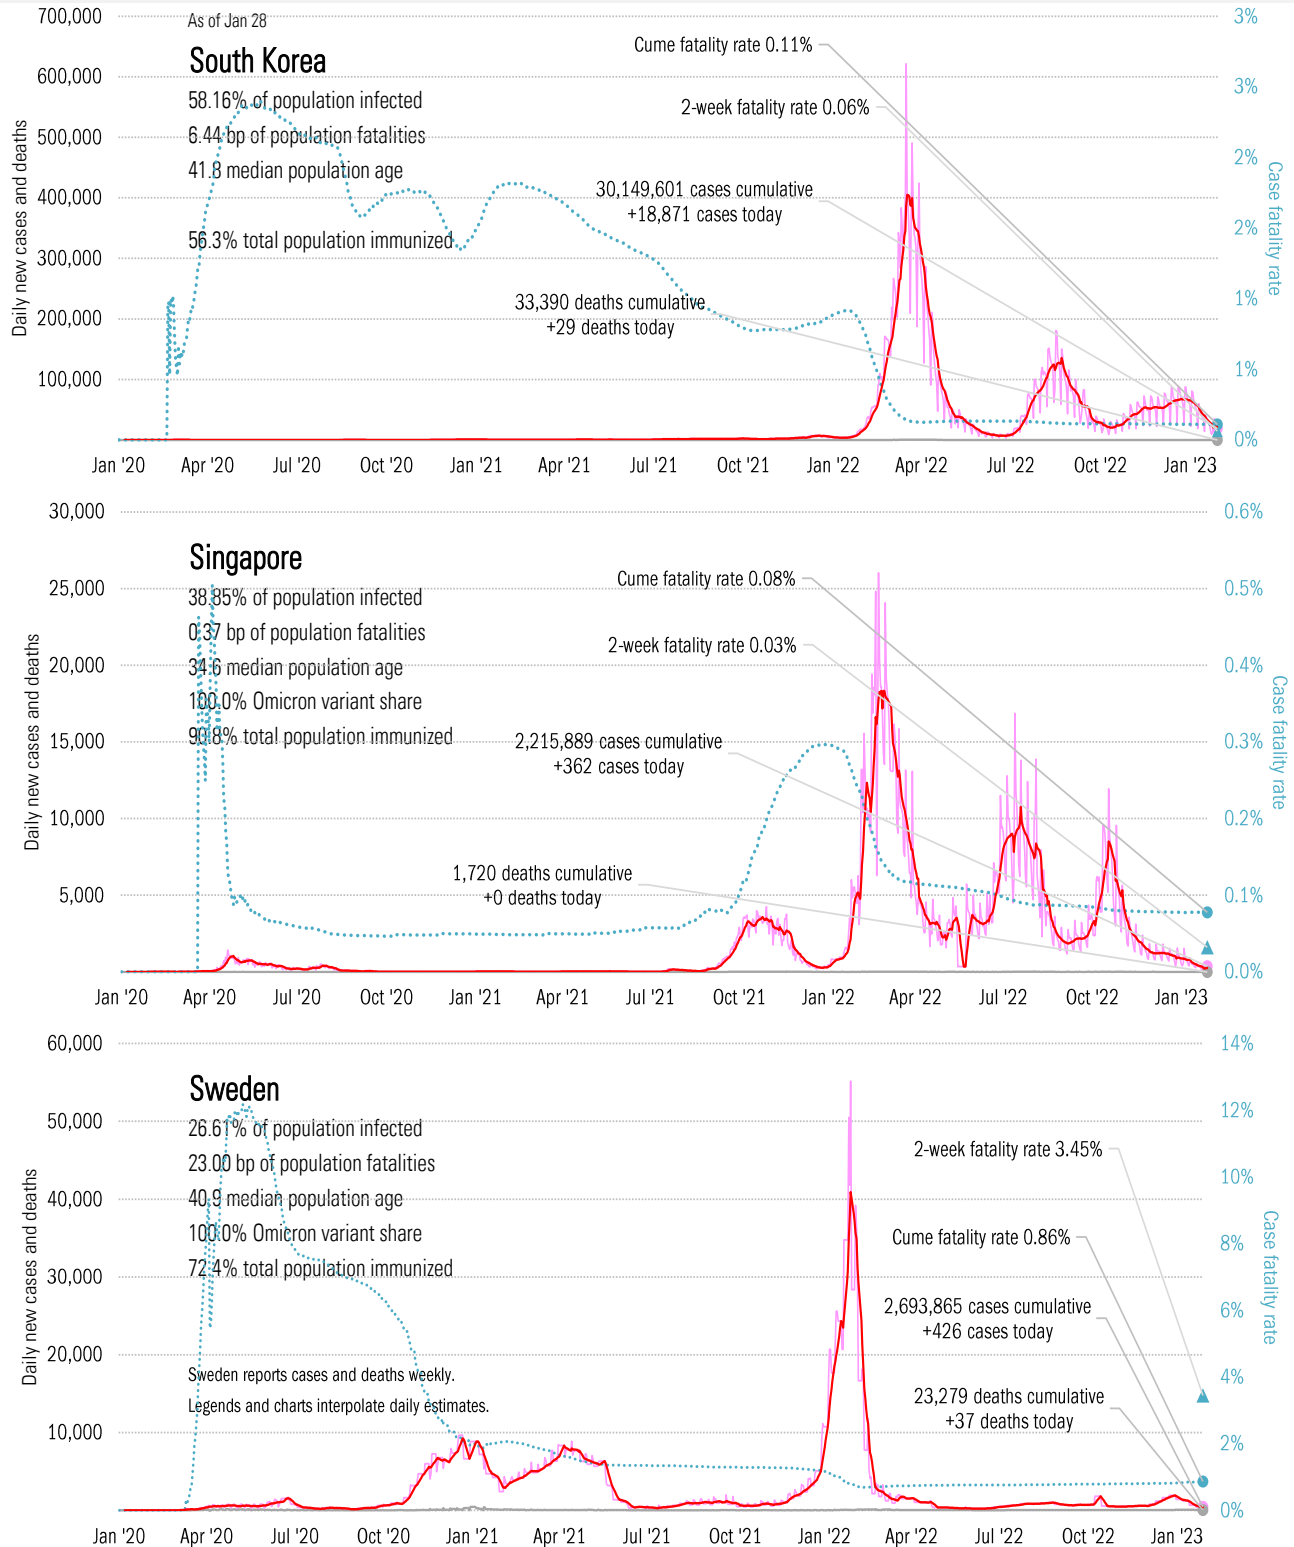 As of Jan 28
South Korea
58.16% of population infected
6.44 bp of population fatalities
41.8 median population age
56.3% total population immunized
Cume fatality rate 0.11%
2-week fatality rate 0.06%
30,149,601 cases cumulative
+18,871 cases today
33,390 deaths cumulative
+29 deaths today
Daily new cases and deaths
700,000
600,000
500,000
400,000
300,000
200,000
100,000
Case fatality rate
3%
3%
2%
2%
1%
1%
0%
Jan '20 Apr '20 Jul '20 Oct '20 Jan '21 Apr '21 Jul '21 Oct '21 Jan '22 Apr '22 Jul '22 Oct '22 Jan '23
Singapore
38.85% of population infected
0.37 bp of population fatalities
34.6 median population age
100.0% Omicron variant share
90.8% total population immunized
Cume fatality rate 0.08%
2-week fatality rate 0.03%
2,215,889 cases cumulative
+362 cases today
1,720 deaths cumulative
+0 deaths today
Daily new cases and deaths
30,000
25,000
20,000
15,000
10,000
5,000
Case fatality rate
0.6%
0.5%
0.4%
0.3%
0.2%
0.1%
0.0%
Jan '20 Apr '20 Jul '20 Oct '20 Jan '21 Apr '21 Jul '21 Oct '21 Jan '22 Apr '22 Jul '22 Oct '22 Jan '23
Sweden
26.61% of population infected
23.00 bp of population fatalities
40.9 median population age
100.0% Omicron variant share
72.4% total population immunized
Sweden reports cases and deaths weekly.
Legends and charts interpolate daily estimates.
2-week fatality rate 3.45%
Cume fatality rate 0.86%
2,693,865 cases cumulative
+426 cases today
23,279 deaths cumulative
+37 deaths today
Daily new cases and deaths
60,000
50,000
40,000
30,000
20,000
10,000
Case fatality rate
14%
12%
10%
8%
6%
4%
2%
0%
Jan '20 Apr '20 Jul '20 Oct '20 Jan '21 Apr '21 Jul '21 Oct '21 Jan '22 Apr '22 Jul '22 Oct '22 Jan '23